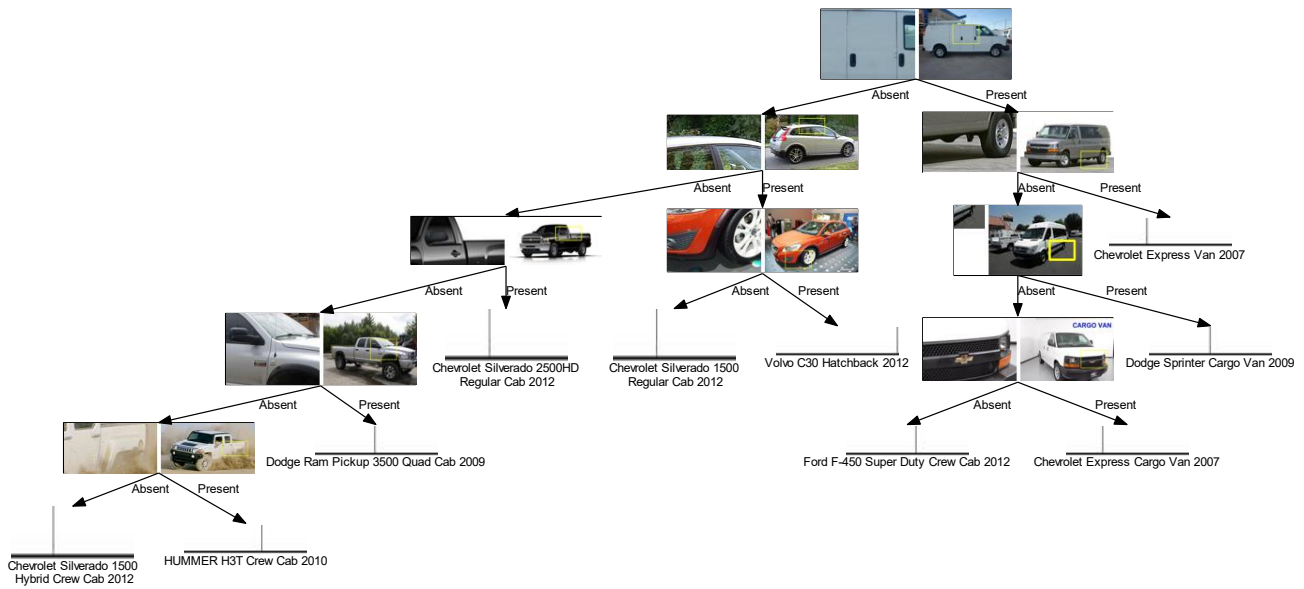 Absent
Present
Absent
Present
Absent
Present
Chevrolet Express Van 2007
Absent
Present
Absent
Present
Absent
Present
CARGO VAN
Chevrolet Silverado 2500HD
Regular Cab 2012
Chevrolet Silverado 1500
Regular Cab 2012
Volvo C30 Hatchback 2012
Dodge Sprinter Cargo Van 2009
Absent
Present
Absent
Present
Dodge Ram Pickup 3500 Quad Cab 2009
Ford F-450 Super Duty Crew Cab 2012
Chevrolet Express Cargo Van 2007
Absent
Present
Chevrolet Silverado 1500
Hybrid Crew Cab 2012
HUMMER H3T Crew Cab 2010